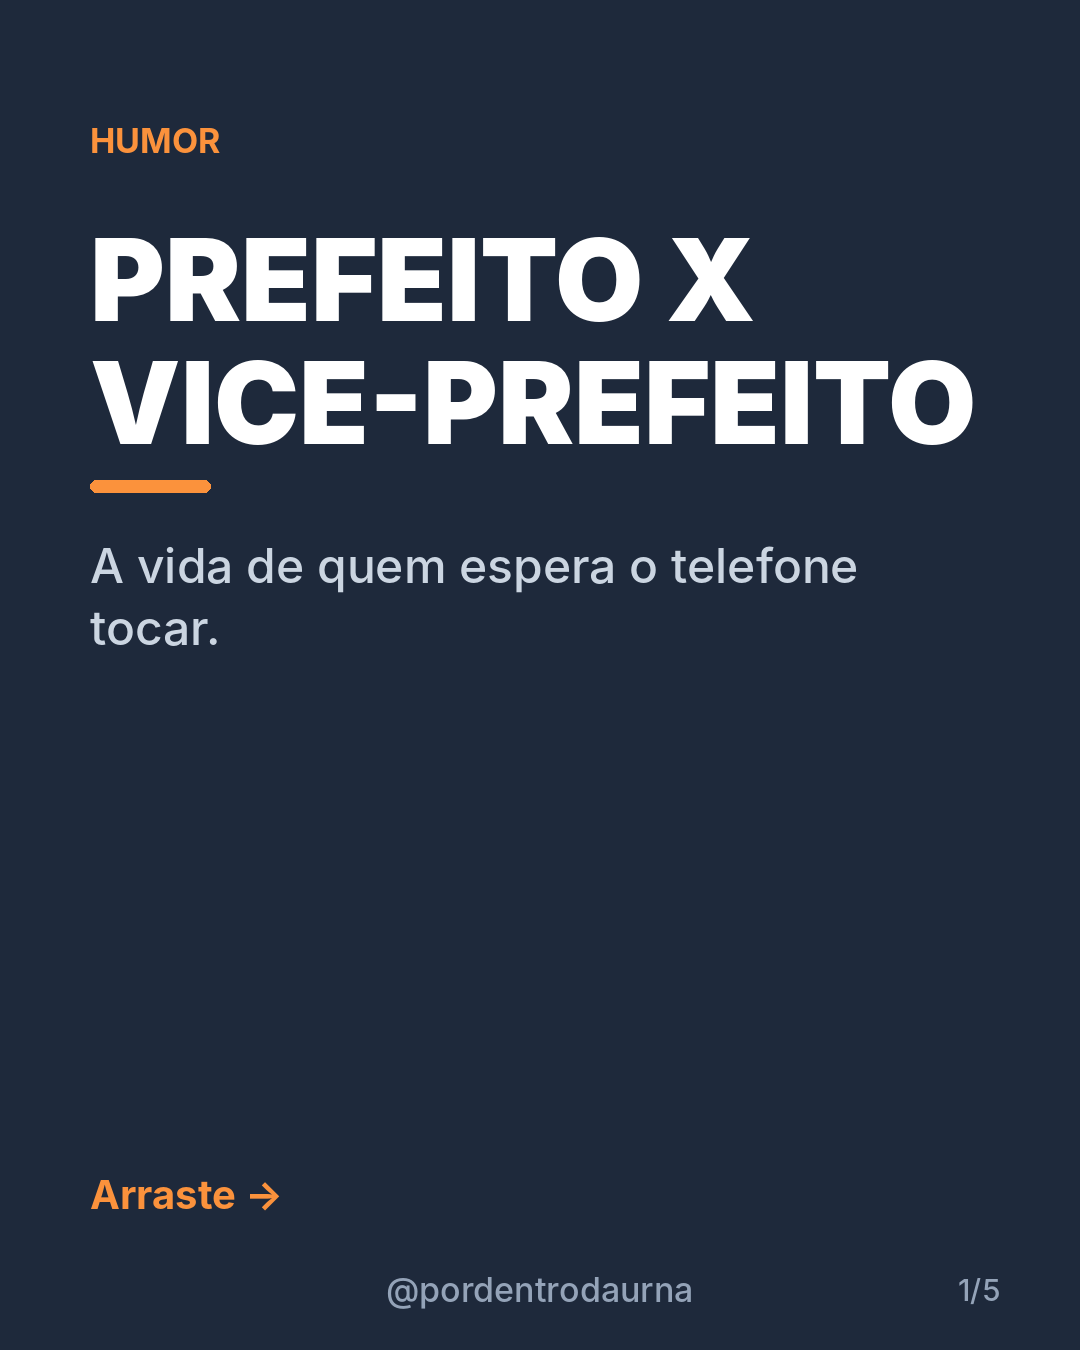 HUMOR
PREFEITO X
VICE-PREFEITO
A vida de quem espera o telefone
tocar.
Arraste →
@pordentrodaurna
1/5